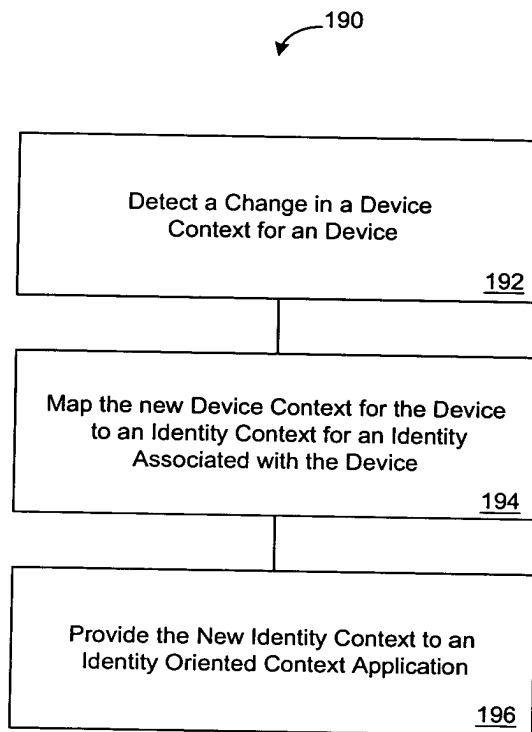 190
Detect a Change in a Device
Context for an Device
192
Map the new Device Context for the Device
to an Identity Context for an Identity
Associated with the Device
194
Provide the New Identity Context to an
Identity Oriented Context Application
196